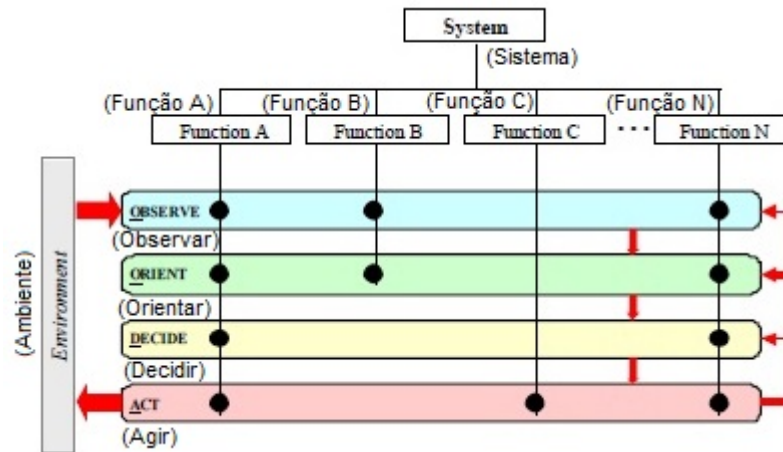 System
(Sistema)
(Função A) (Função B) (Função C) (Função N)
Function A Function B Function C ··· Function N
OBSERVE
(Observar)
ORIENT
(Orientar)
DECIDE
(Decidir)
ACT
(Agir)
(Ambiente)
Environment